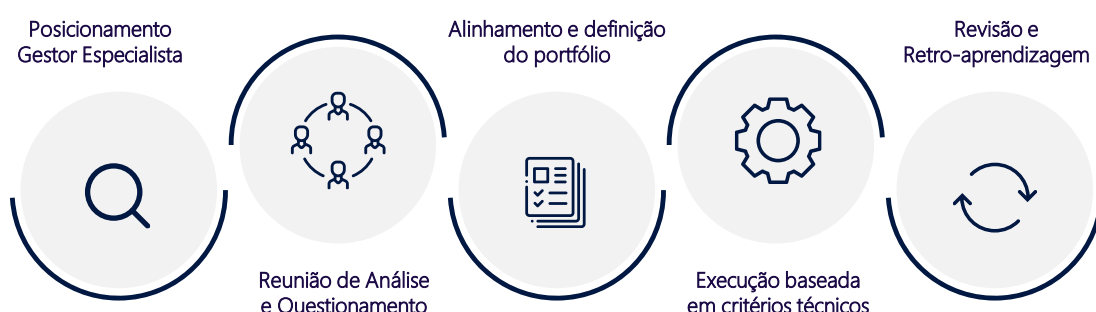 Posicionamento
Gestor Especialista
Reunião de Análise
e Questionamento
Alinhamento e definição
do portfólio
Execução baseada
em critérios técnicos
Revisão e
Retro-aprendizagem